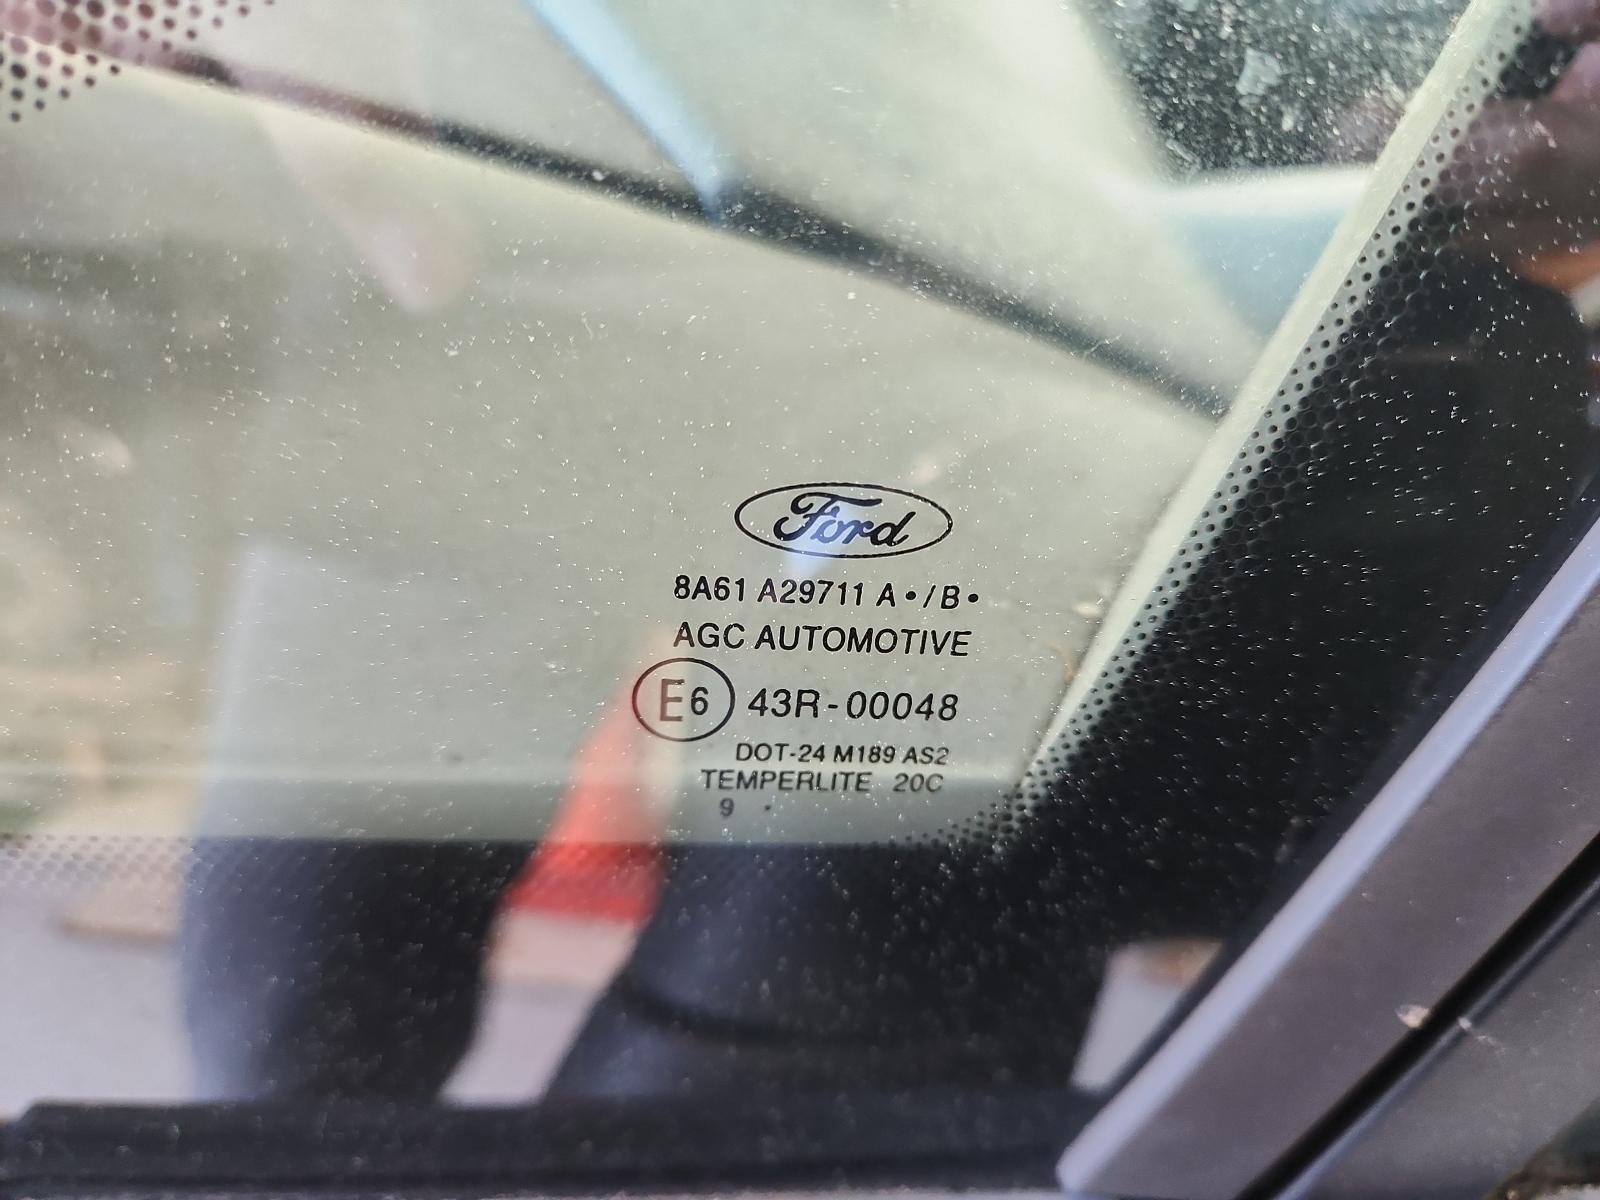 Ford
8A61 A29711 A•/B•
AGC AUTOMOTIVE
E6 43R-00048
DOT-24 M189 AS2
TEMPERLITE 20C
9 •